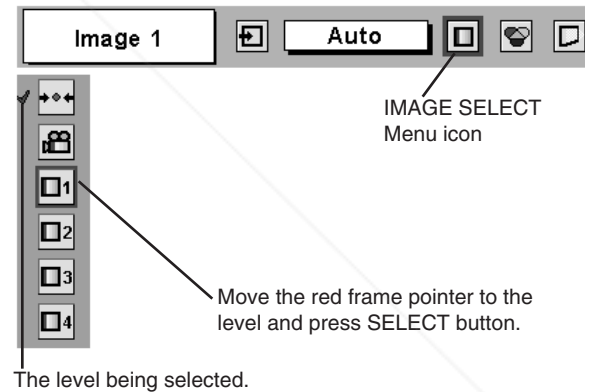 Image 1
Auto
IMAGE SELECT
Menu icon
1
2
3
4
Move the red frame pointer to the
level and press SELECT button.
The level being selected.